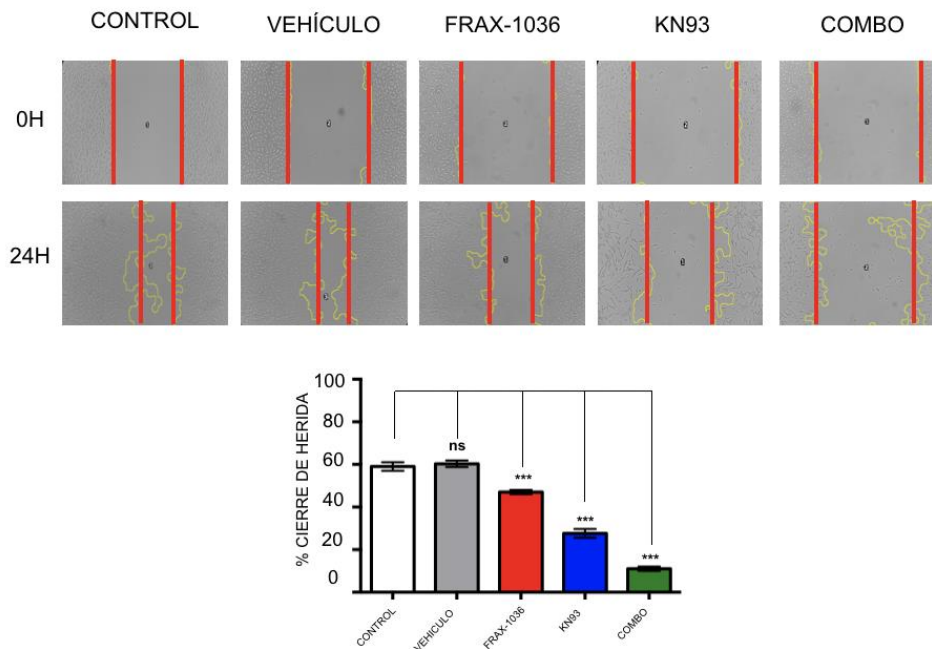 CONTROL VEHÍCULO FRAX-1036 KN93 COMBO
0H
24H
% CIERRE DE HERIDA
100
80
60
40
20
0
ns
***
***
***
CONTROL
VEHICULO
FRAX-1036
KN93
COMBO